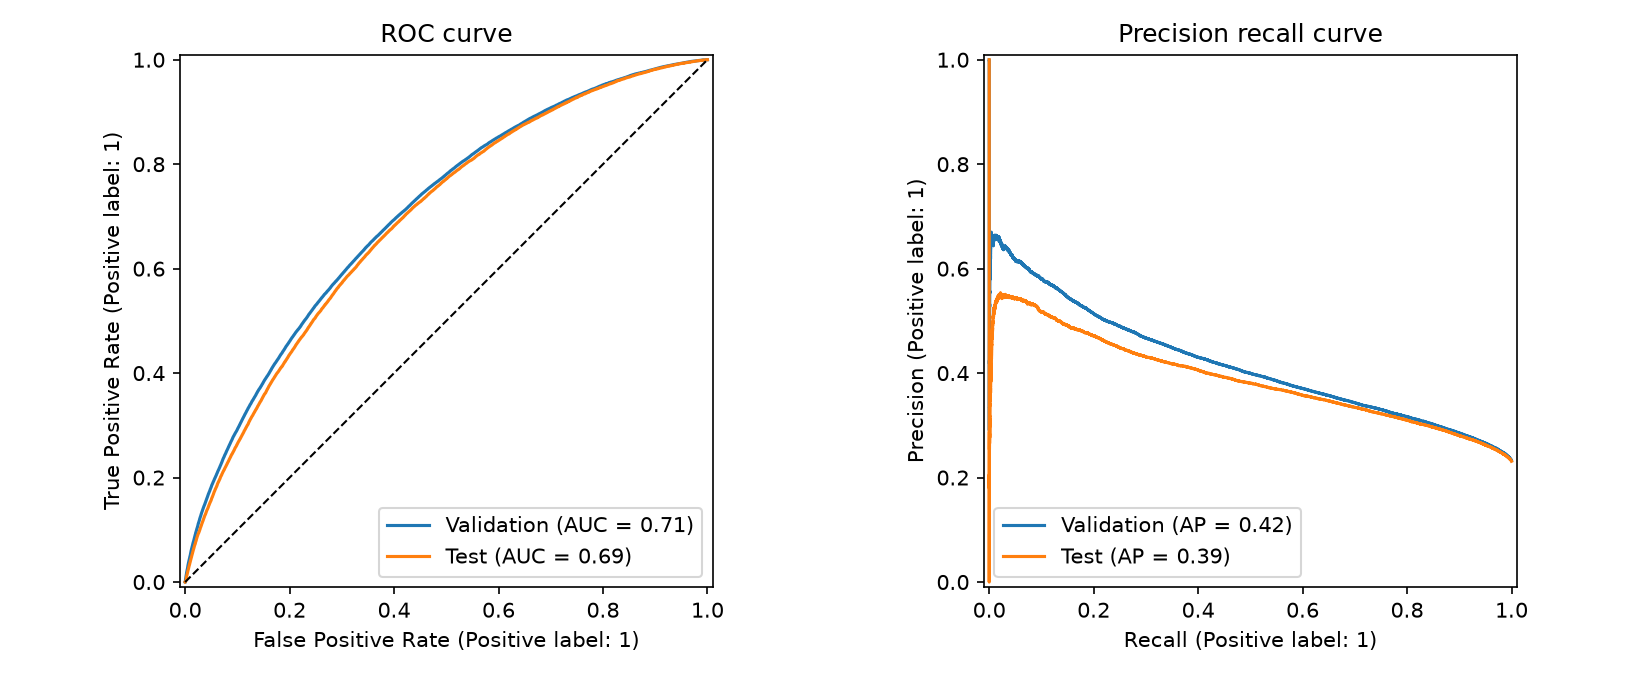 ROC curve
1.0
0.8
0.6
0.4
0.2
0.0
True Positive Rate (Positive label: 1)
Validation (AUC = 0.71)
Test (AUC = 0.69)
0.0 0.2 0.4 0.6 0.8 1.0
False Positive Rate (Positive label: 1)
Precision recall curve
1.0
0.8
0.6
0.4
0.2
0.0
Precision (Positive label: 1)
Validation (AP = 0.42)
Test (AP = 0.39)
0.0 0.2 0.4 0.6 0.8 1.0
Recall (Positive label: 1)